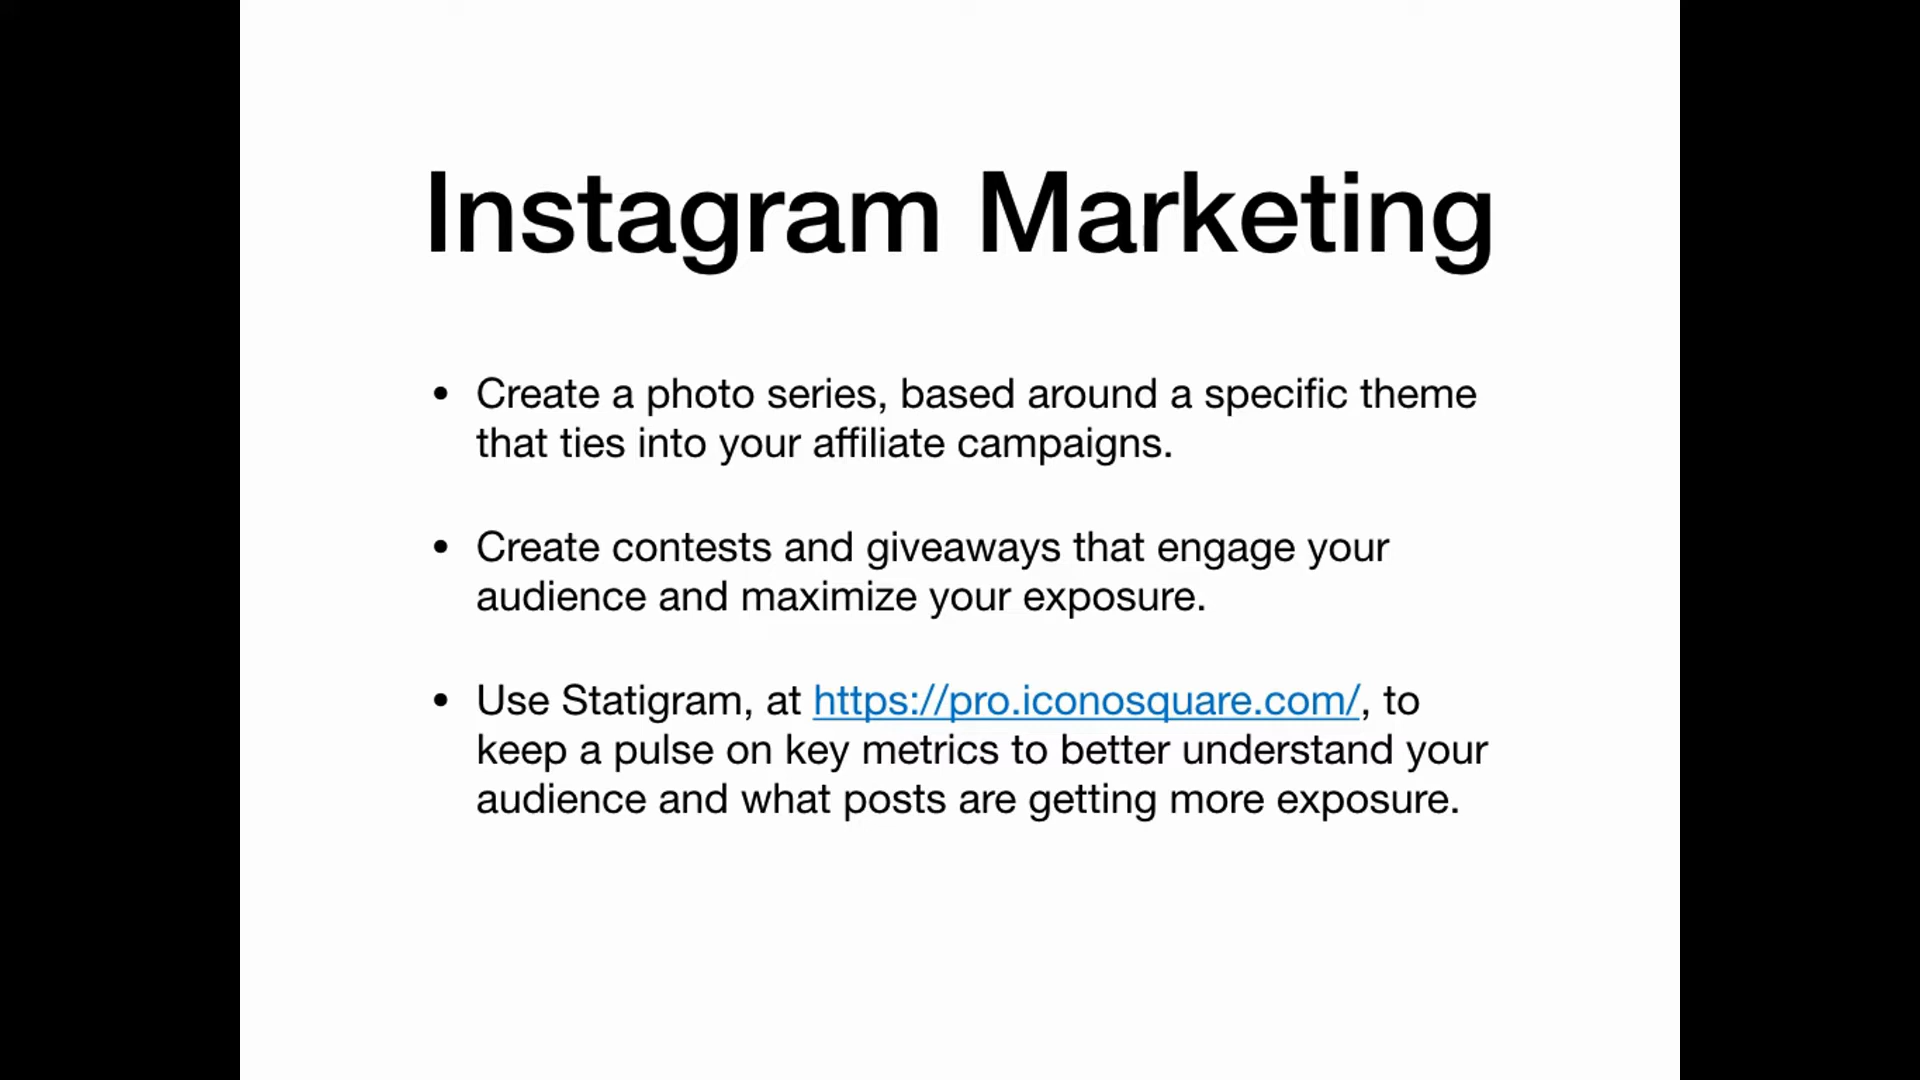 Instagram Marketing
• Create a photo series, based around a specific theme
that ties into your affiliate campaigns.
• Create contests and giveaways that engage your
audience and maximize your exposure.
• Use Statigram, at https://pro.iconosquare.com/, to
keep a pulse on key metrics to better understand your
audience and what posts are getting more exposure.